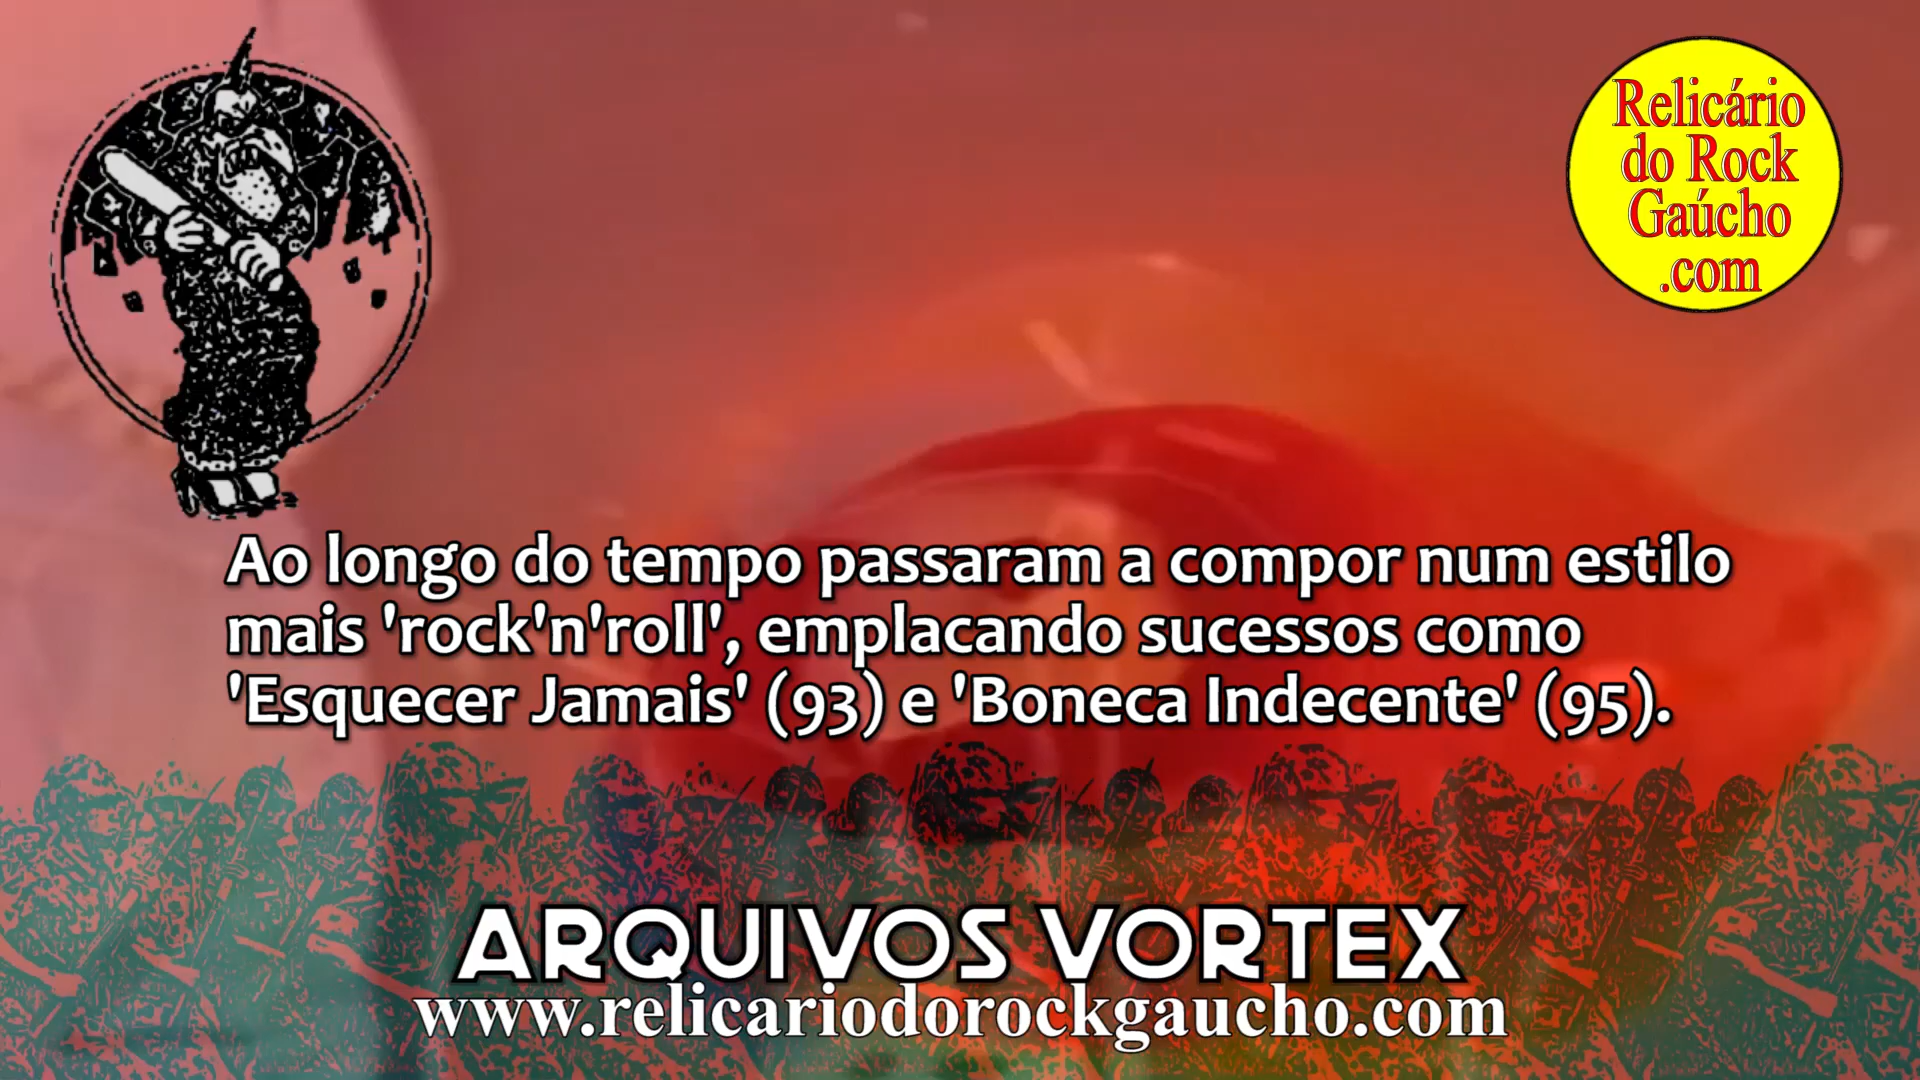 Relicário
do Rock
Gaúcho
.com
Ao longo do tempo passaram a compor num estilo
mais 'rock'n'roll', emplacando sucessos como
'Esquecer Jamais' (93) e 'Boneca Indecente' (95).
ARQUIVOS VORTEX
www.relicariodorockgaucho.com